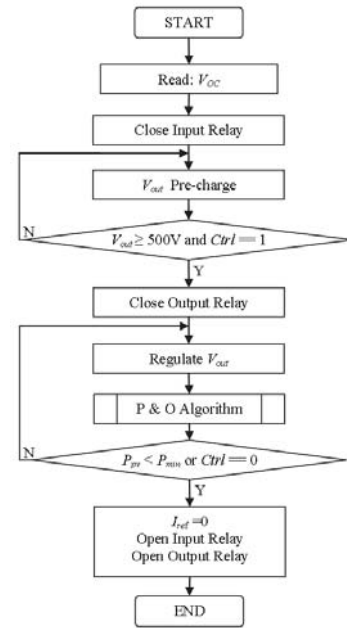 START
Read: V_OC
Close Input Relay
V_out Pre-charge
N
V_out ≥ 500V and Ctrl == 1
Y
Close Output Relay
Regulate V_out
P & O Algorithm
N
P_pv < P_min or Ctrl == 0
Y
I_ref =0
Open Input Relay
Open Output Relay
END